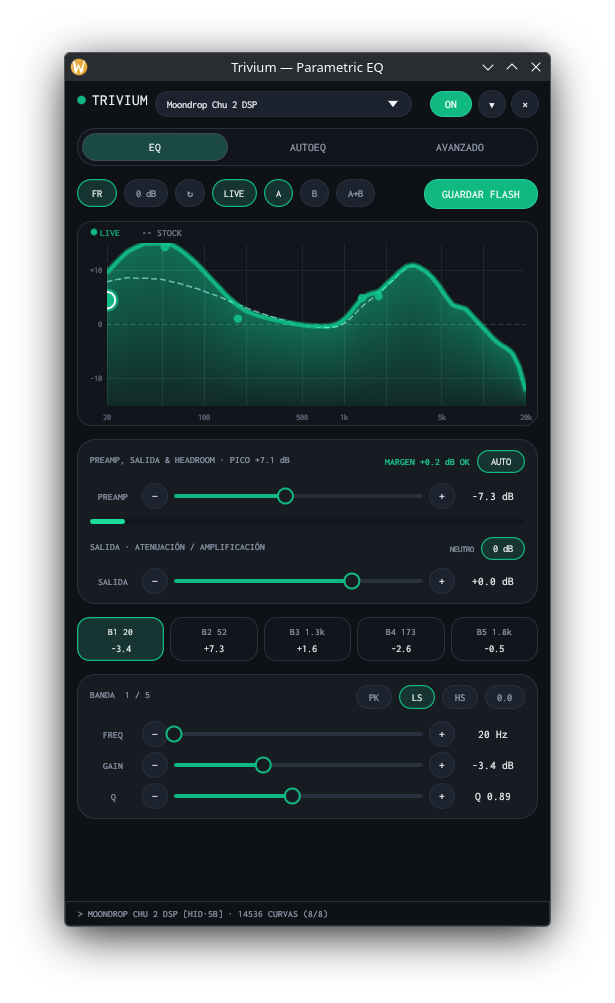 Trivium — Parametric EQ
TRIVIUM Moondrop Chu 2 DSP ON ▼ ×
EQ AUTOEQ AVANZADO
FR 0 dB ↻ LIVE A B A↔B GUARDAR FLASH
LIVE -- STOCK
+10
0
-10
20 100 500 1k 5k 20k
PREAMP, SALIDA & HEADROOM · PICO +7.1 dB MARGEN +0.2 dB OK AUTO
PREAMP − + -7.3 dB
SALIDA · ATENUACIÓN / AMPLIFICACIÓN NEUTRO 0 dB
SALIDA − + +0.0 dB
B1 20 B2 52 B3 1.3k B4 173 B5 1.8k
-3.4 +7.3 +1.6 -2.6 -0.5
BANDA 1 / 5 PK LS HS 0.0
FREQ − + 20 Hz
GAIN − + -3.4 dB
Q − + Q 0.89
> MOONDROP CHU 2 DSP [HID·5B] · 14536 CURVAS (8/8)